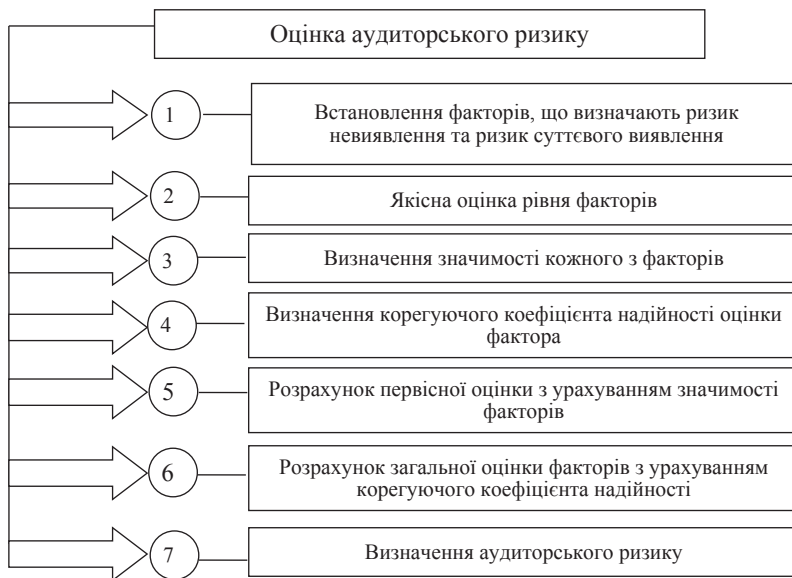 Оцінка аудиторського ризику
1
Встановлення факторів, що визначають ризик
невиявлення та ризик суттєвого виявлення
2
Якісна оцінка рівня факторів
3
Визначення значимості кожного з факторів
4
Визначення корегуючого коефіцієнта надійності оцінки
фактора
5
Розрахунок первісної оцінки з урахуванням значимості
факторів
6
Розрахунок загальної оцінки факторів з урахуванням
корегуючого коефіцієнта надійності
7
Визначення аудиторського ризику